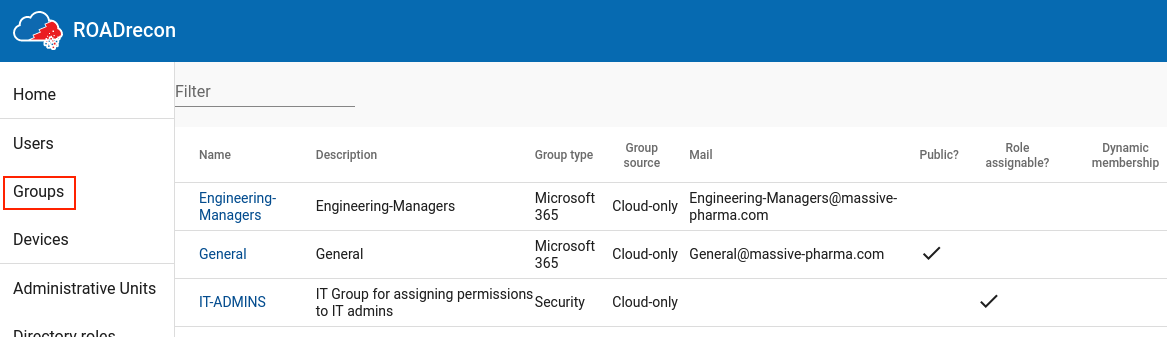 ROADrecon
Home
Users
Groups
Devices
Administrative Units
Directory roles
Filter
Name Description Group type Group source Mail Public? Role assignable? Dynamic membership
Engineering-
Managers
Engineering-Managers
Microsoft
365
Cloud-only
Engineering-Managers@massive-
pharma.com
General
General
Microsoft
365
Cloud-only
General@massive-pharma.com
IT-ADMINS
IT Group for assigning permissions
to IT admins
Security
Cloud-only